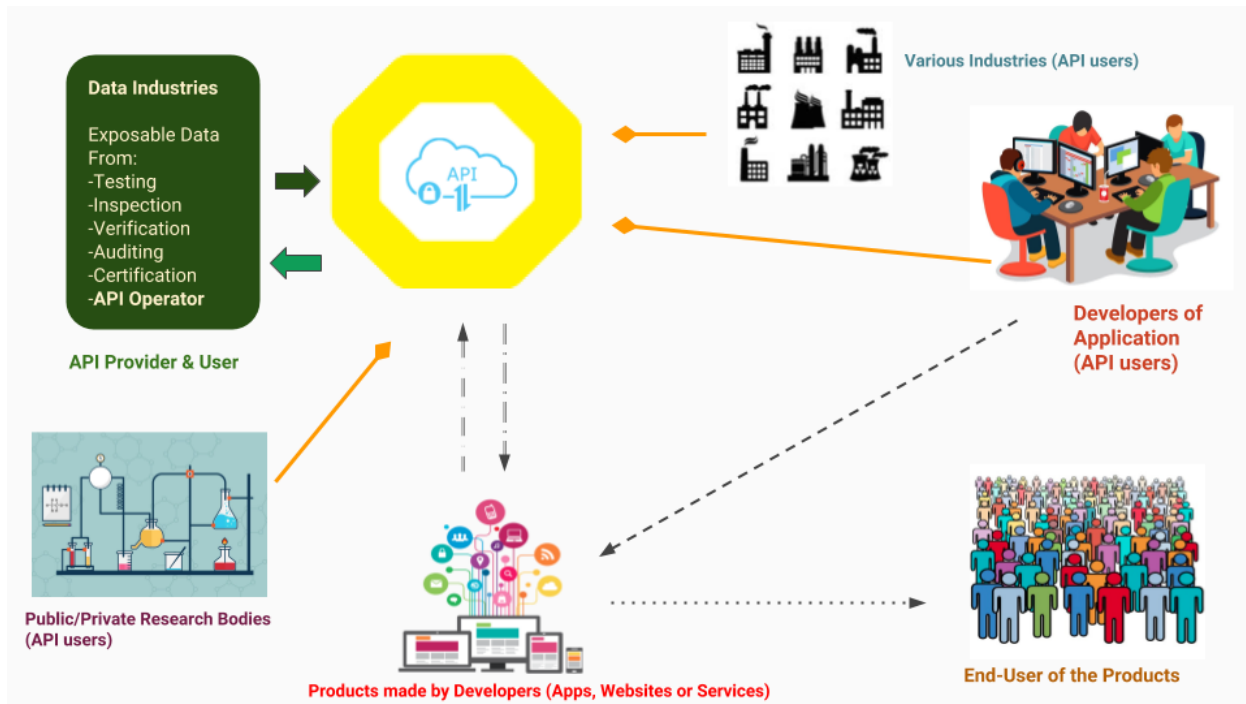 Data Industries
Exposable Data
From:
-Testing
-Inspection
-Verification
-Auditing
-Certification
-API Operator
API Provider & User
API
Various Industries (API users)
Developers of
Application
(API users)
Public/Private Research Bodies
(API users)
Products made by Developers (Apps, Websites or Services)
End-User of the Products